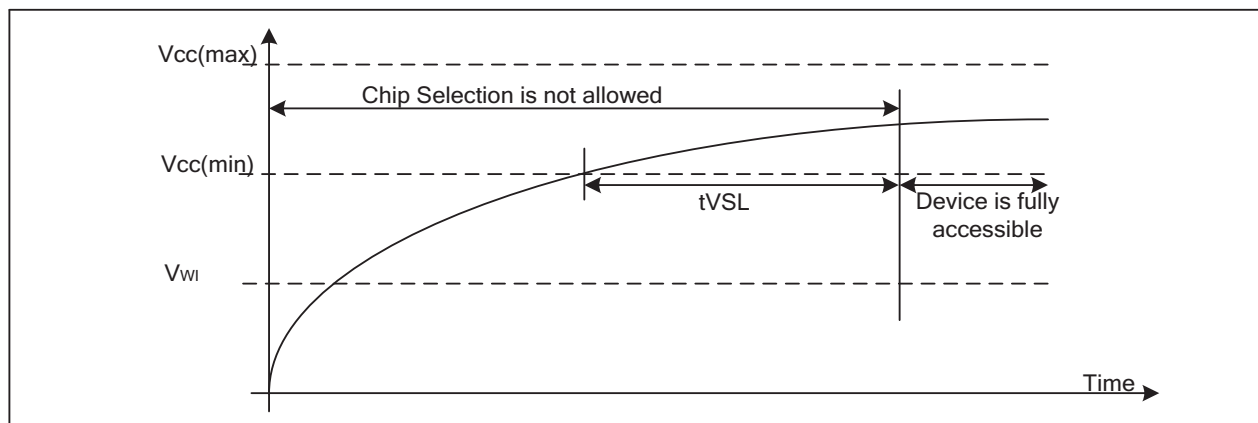 Vcc(max)
Chip Selection is not allowed
Vcc(min)
tVSL
Device is fully
accessible
VWI
Time